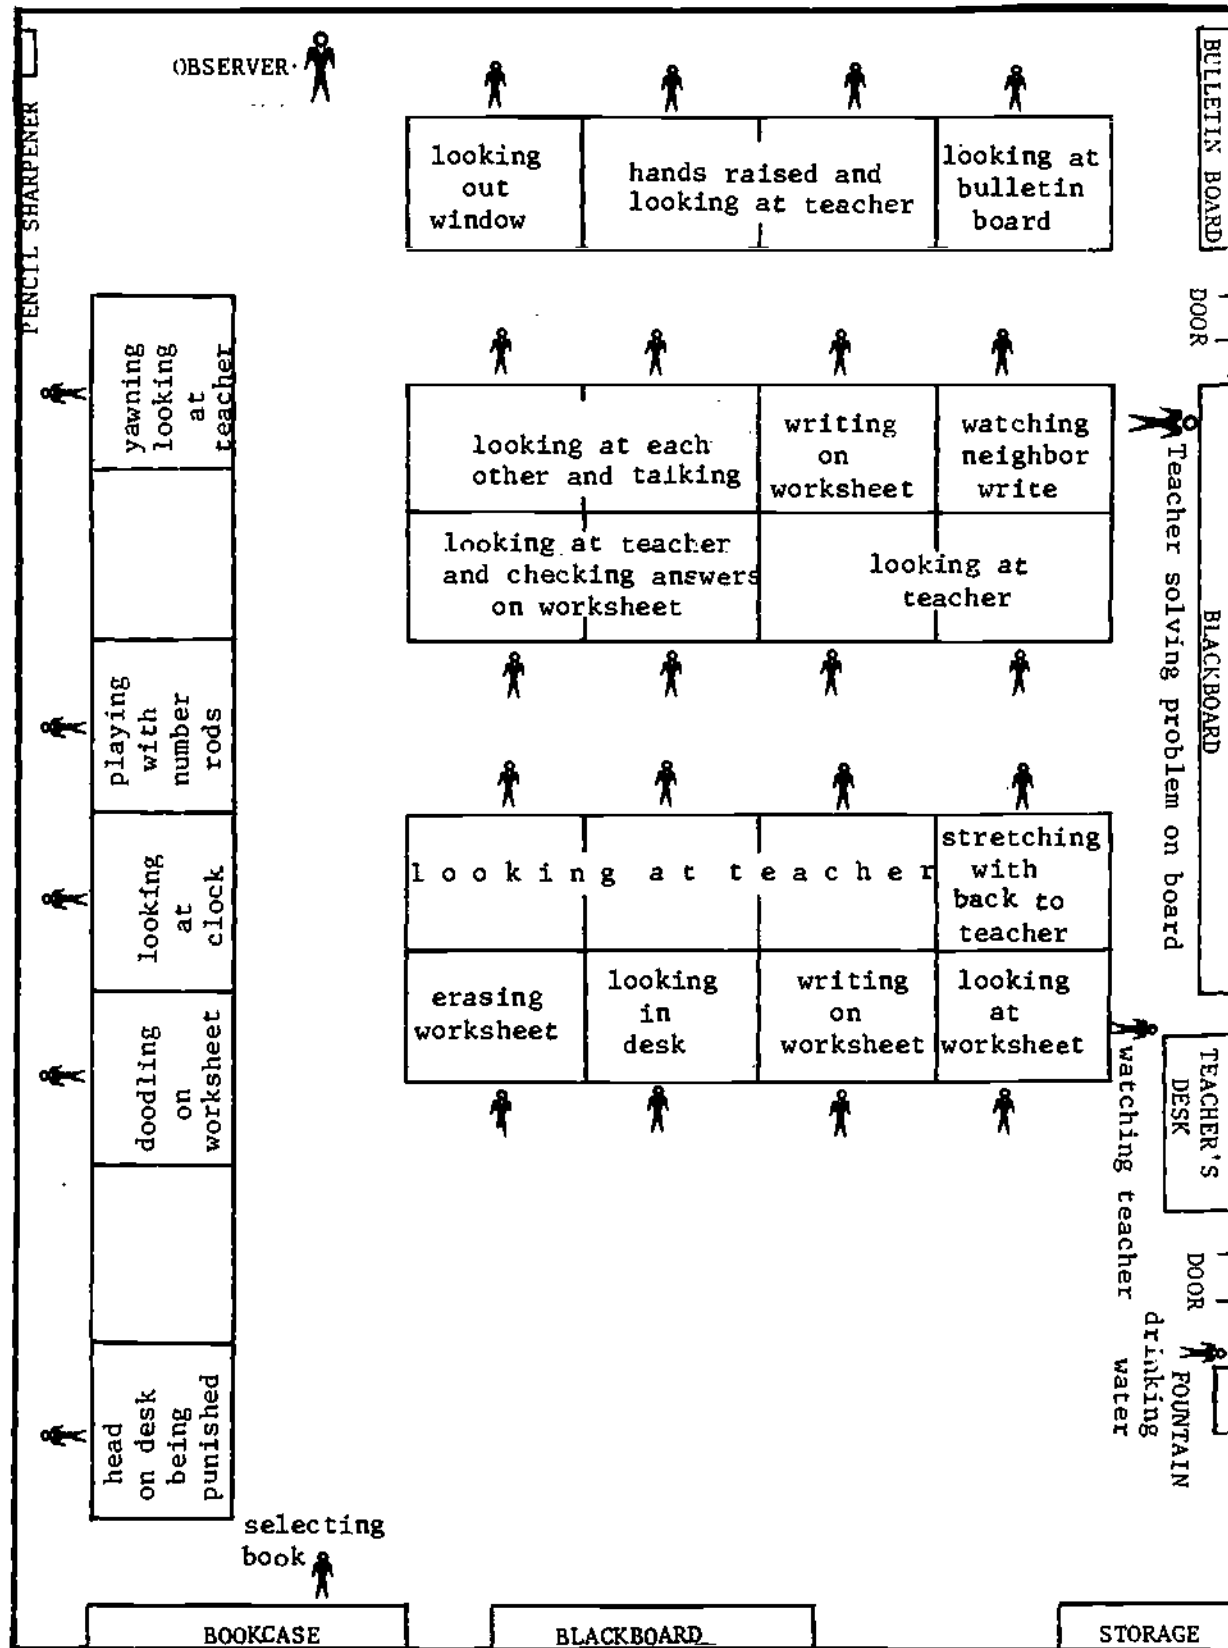 OBSERVER
PENCIL SHARPENER
BULLETIN BOARD
looking
out
window
hands raised and
looking at teacher
looking at
bulletin
board
DOOR
yawning
looking
at
teacher
looking at each
other and talking
writing
on
worksheet
watching
neighbor
write
looking at teacher
and checking answers
on worksheet
looking at
teacher
Teacher solving problem on board
BLACKBOARD
playing
with
number
rods
looking
at
clock
doodling
on
worksheet
looking at teacher
stretching
with
back to
teacher
erasing
worksheet
looking
in
desk
writing
on
worksheet
looking
at
worksheet
watching teacher
TEACHER'S
DESK
DOOR
drinking
water
FOUNTAIN
head
on desk
being
punished
selecting
book
BOOKCASE
BLACKBOARD
STORAGE